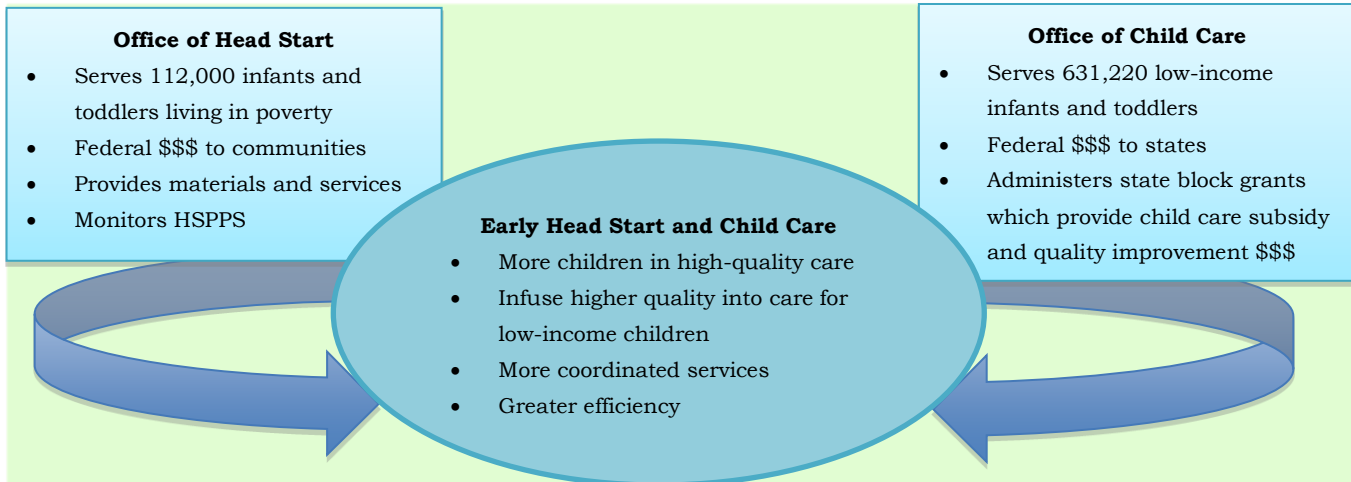 Office of Head Start
• Serves 112,000 infants and
toddlers living in poverty
• Federal $$$ to communities
• Provides materials and services
• Monitors HSPPS
Office of Child Care
• Serves 631,220 low-income
infants and toddlers
• Federal $$$ to states
• Administers state block grants
which provide child care subsidy
and quality improvement $$$
Early Head Start and Child Care
• More children in high-quality care
• Infuse higher quality into care for
low-income children
• More coordinated services
• Greater efficiency